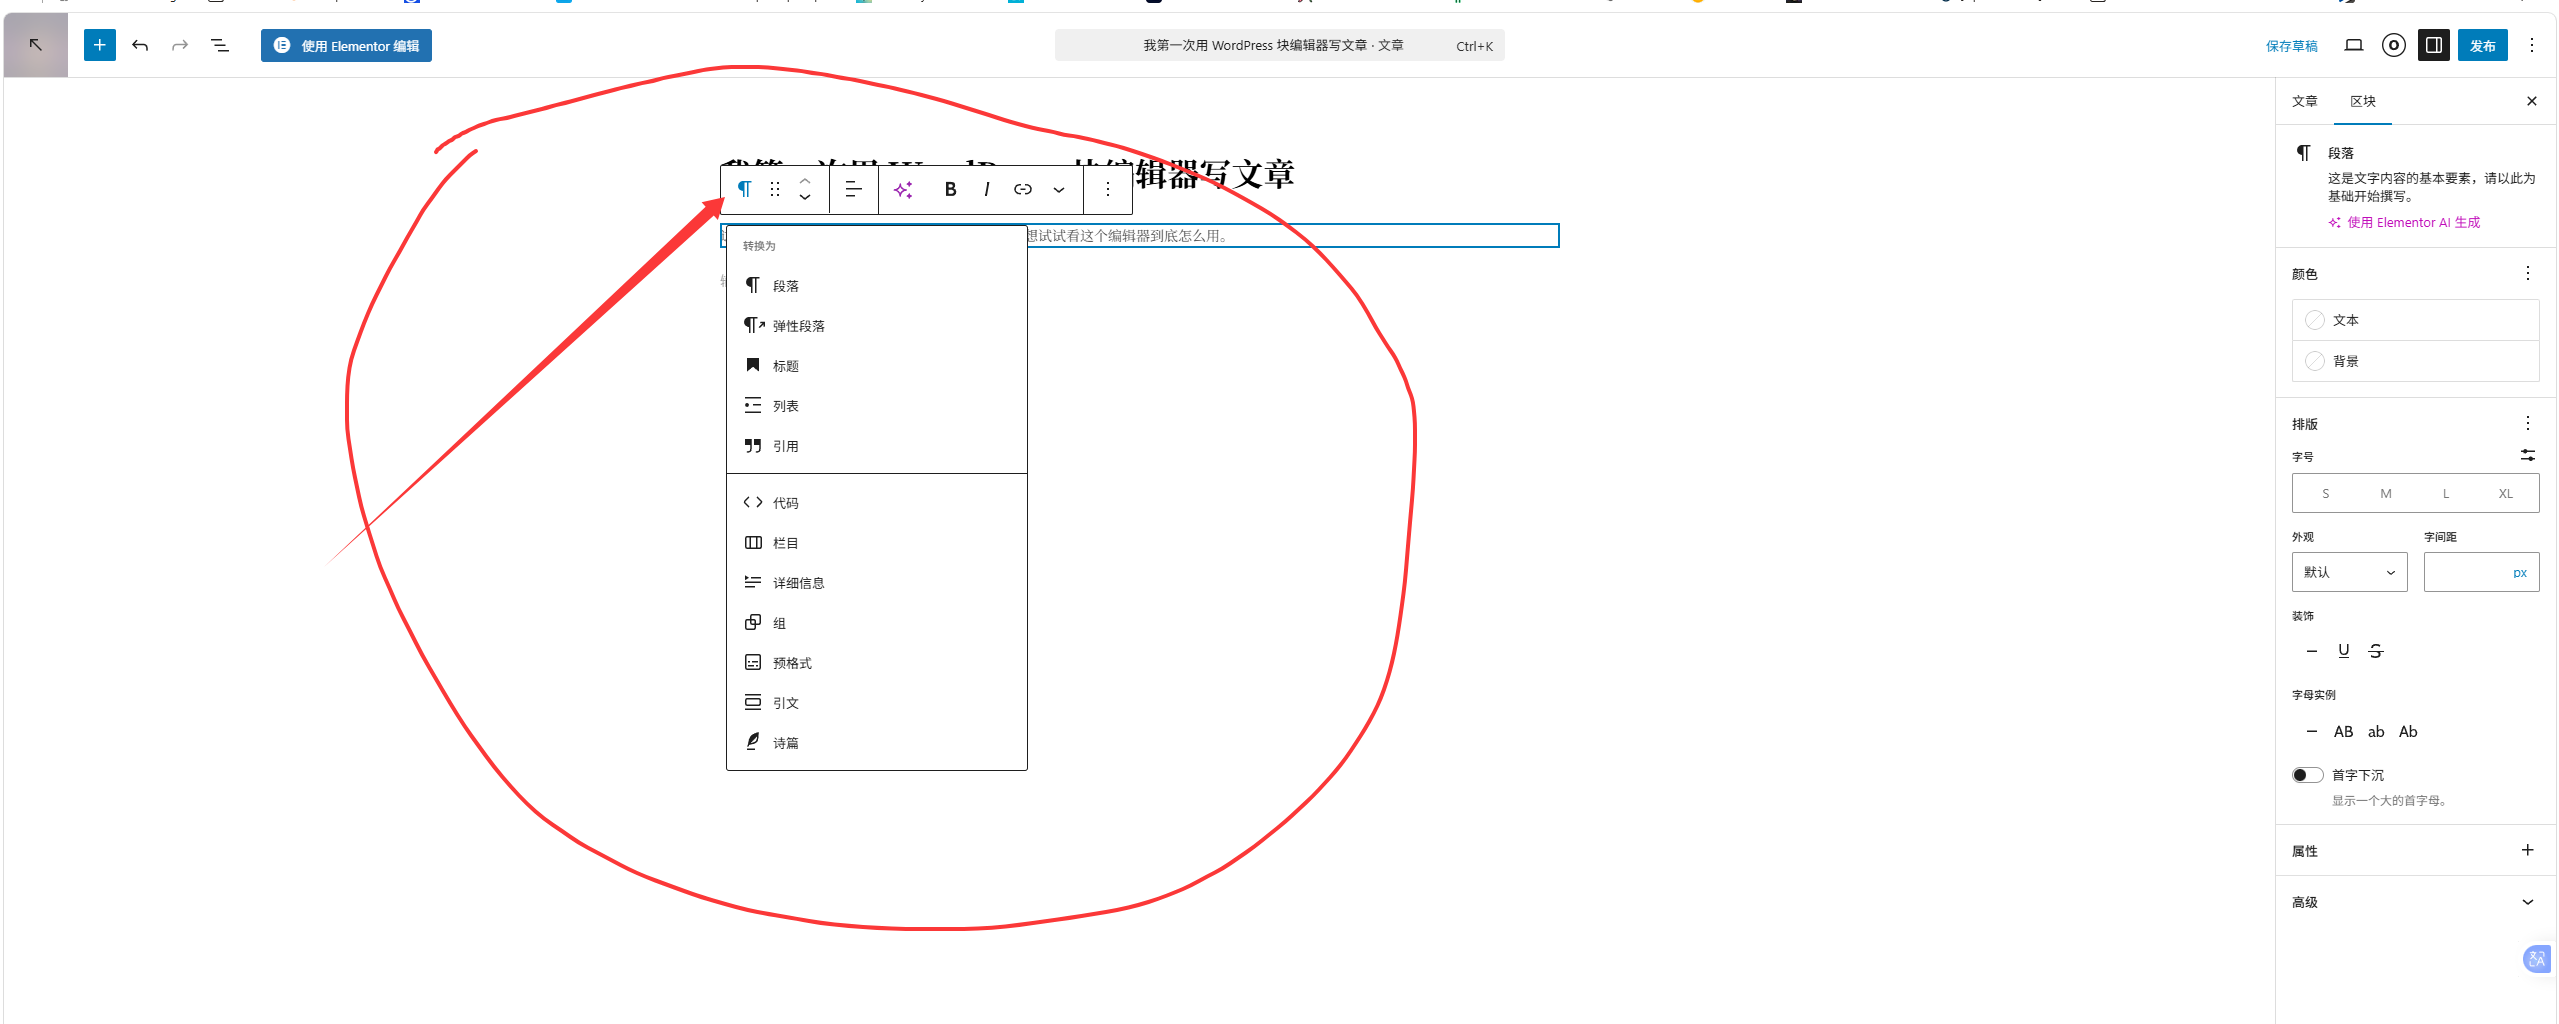 使用 Elementor 编辑
我第一次用 WordPress 块编辑器写文章 · 文章 Ctrl+K
保存草稿
发布
辑器写文章
B I
想试试看这个编辑器到底怎么用。
转换为
段落
弹性段落
标题
列表
引用
代码
栏目
详细信息
组
预格式
引文
诗篇
文章 区块
段落
这是文字内容的基本要素，请以此为
基础开始撰写。
使用 Elementor AI 生成
颜色
文本
背景
排版
字号
S M L XL
外观 字间距
默认 px
装饰
U S
字母实例
AB ab Ab
首字下沉
显示一个大的首字母。
属性
高级